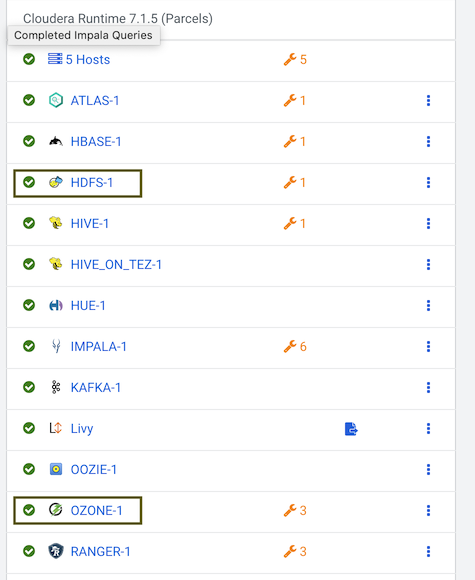 Cloudera Runtime 7.1.5 (Parcels)
Completed Impala Queries
5 Hosts 5
ATLAS-1 1
HBASE-1 1
HDFS-1 1
HIVE-1 1
HIVE_ON_TEZ-1
HUE-1
IMPALA-1 6
KAFKA-1
Livy
OOZIE-1
OZONE-1 3
RANGER-1 3